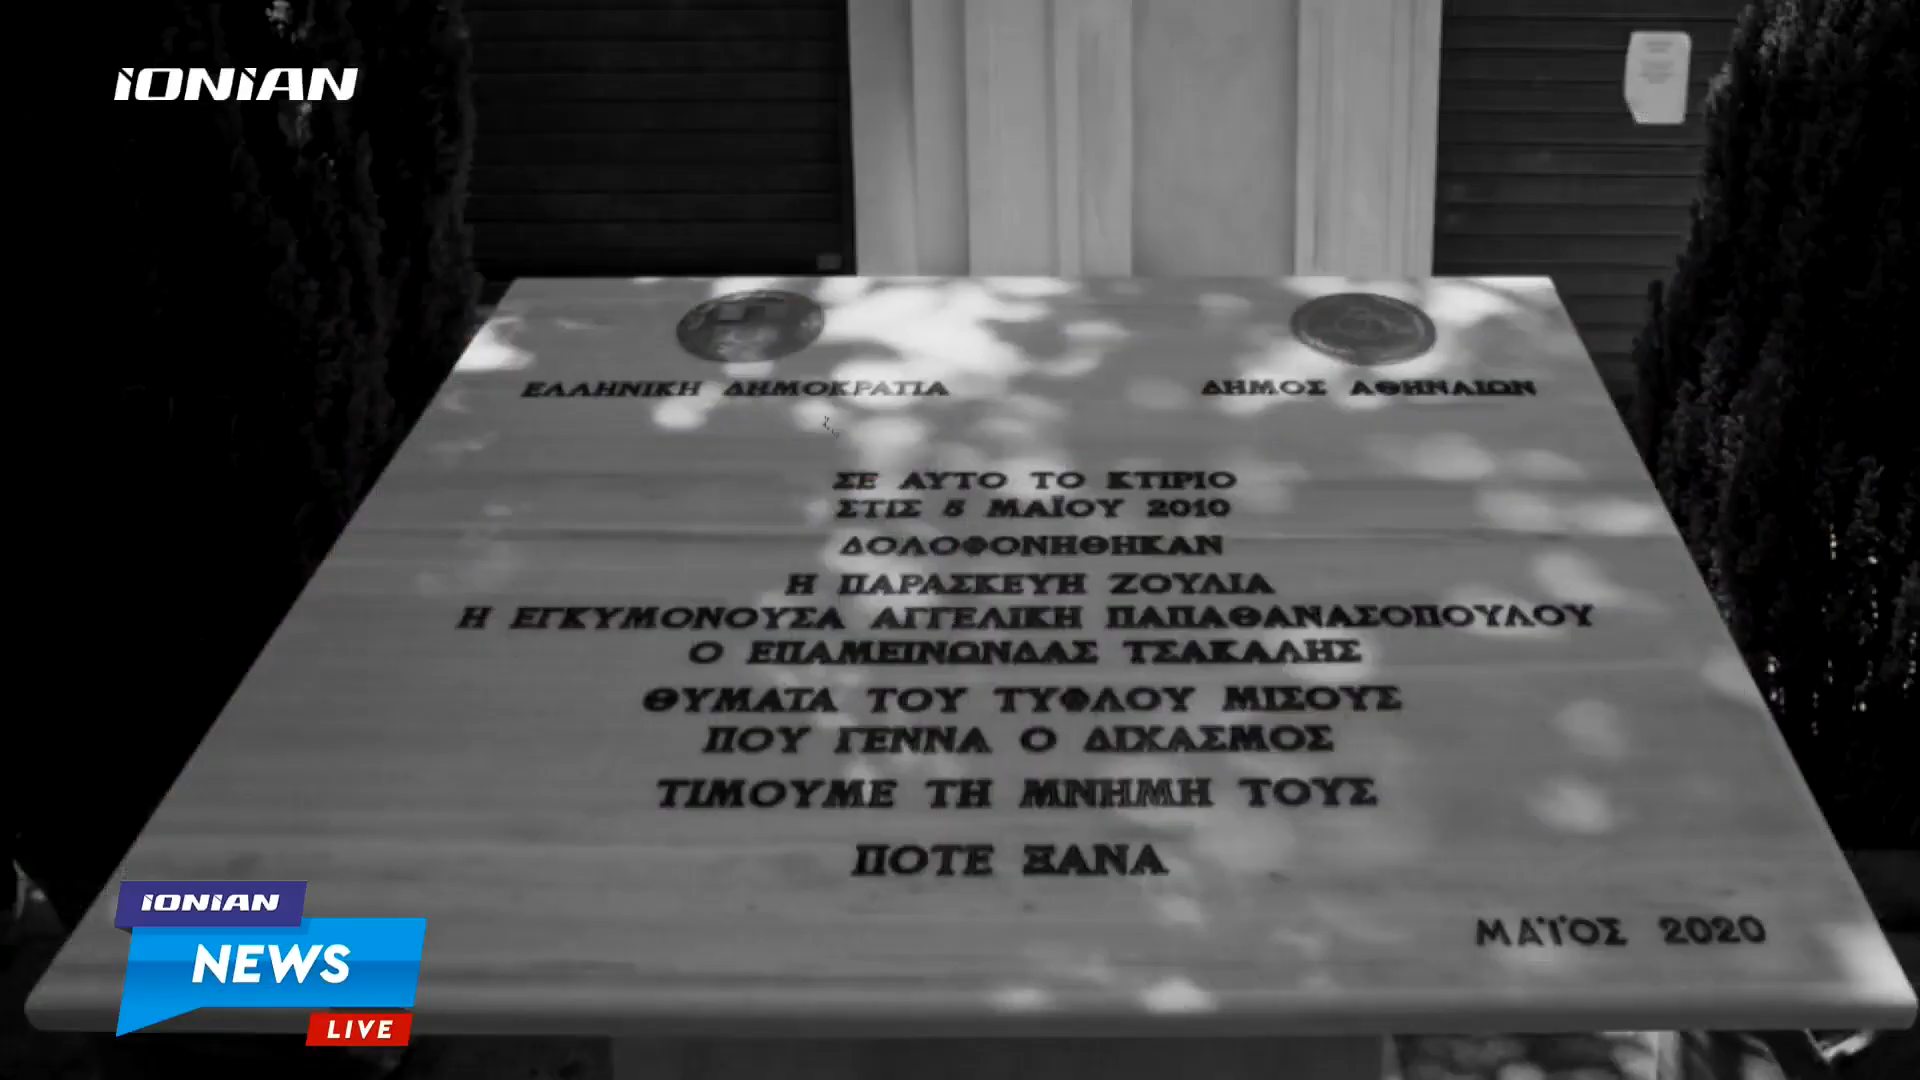 IONIAN
ΕΛΛΗΝΙΚΗ ΔΗΜΟΚΡΑΤΙΑ
ΔΗΜΟΣ ΑΘΗΝΑΙΩΝ
ΣΕ ΑΥΤΟ ΤΟ ΚΤΙΡΙΟ
ΣΤΙΣ 5 ΜΑΪΟΥ 2010
ΔΟΛΟΦΟΝΗΘΗΚΑΝ
Η ΠΑΡΑΣΚΕΥΗ ΖΟΥΛΙΑ
Η ΕΓΚΥΜΟΝΟΥΣΑ ΑΓΓΕΛΙΚΗ ΠΑΠΑΘΑΝΑΣΟΠΟΥΛΟΥ
Ο ΕΠΑΜΕΙΝΩΝΔΑΣ ΤΣΑΚΑΛΗΣ
ΘΥΜΑΤΑ ΤΟΥ ΤΥΦΛΟΥ ΜΙΣΟΥΣ
ΠΟΥ ΓΕΝΝΑ Ο ΔΙΧΑΣΜΟΣ
ΤΙΜΟΥΜΕ ΤΗ ΜΝΗΜΗ ΤΟΥΣ
ΠΟΤΕ ΞΑΝΑ
ΜΑΪΟΣ 2020
IONIAN
NEWS
LIVE